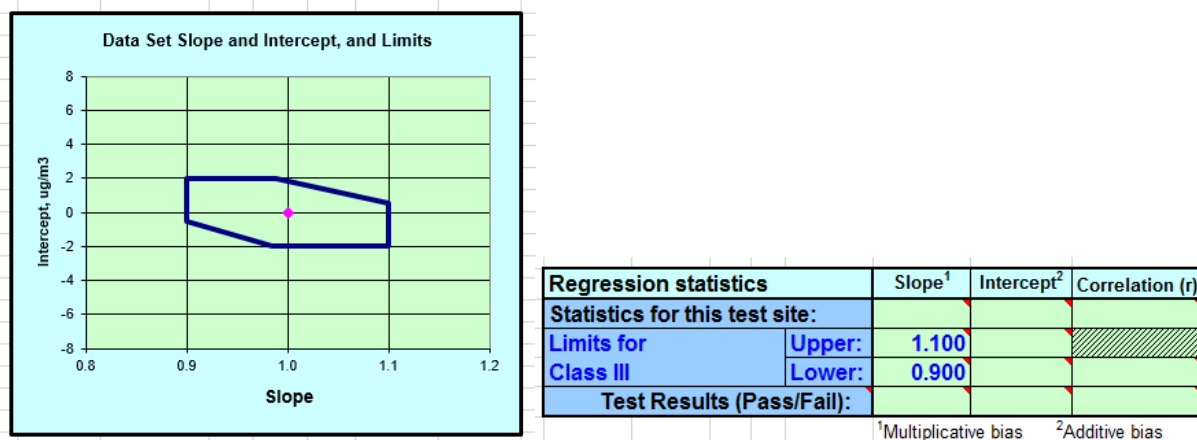 Data Set Slope and Intercept, and Limits
8
6
4
2
0
-2
-4
-6
-8
Intercept, ug/m3
0.8 0.9 1.0 1.1 1.2
Slope
Regression statistics Slope1 Intercept2 Correlation (r)
Statistics for this test site:
Limits for Upper: 1.100
Class III Lower: 0.900
Test Results (Pass/Fail):
1Multiplicative bias 2Additive bias